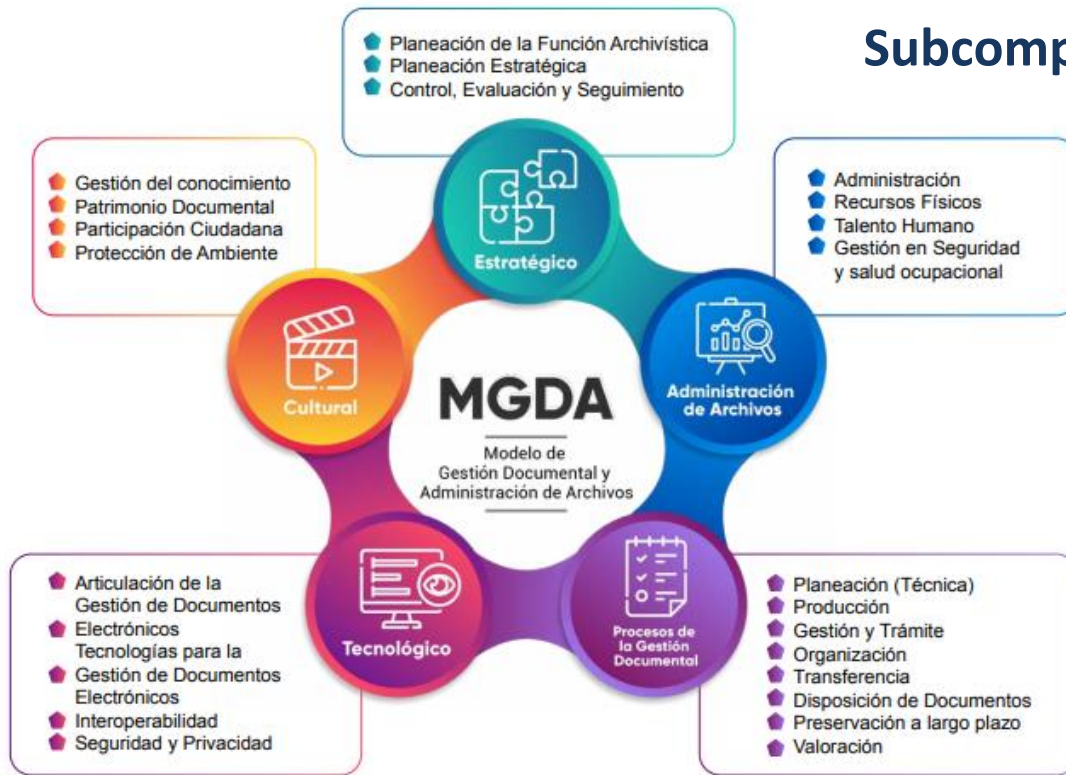 Subcomp
Planeación de la Función Archivística
Planeación Estratégica
Control, Evaluación y Seguimiento
Gestión del conocimiento
Patrimonio Documental
Participación Ciudadana
Protección de Ambiente
Administración
Recursos Físicos
Talento Humano
Gestión en Seguridad
y salud ocupacional
Estratégico
Cultural
Administración
de Archivos
MGDA
Modelo de
Gestión Documental y
Administración de Archivos
Tecnológico
Procesos de
la Gestión
Documental
Articulación de la
Gestión de Documentos
Electrónicos
Tecnologías para la
Gestión de Documentos
Electrónicos
Interoperabilidad
Seguridad y Privacidad
Planeación (Técnica)
Producción
Gestión y Trámite
Organización
Transferencia
Disposición de Documentos
Preservación a largo plazo
Valoración